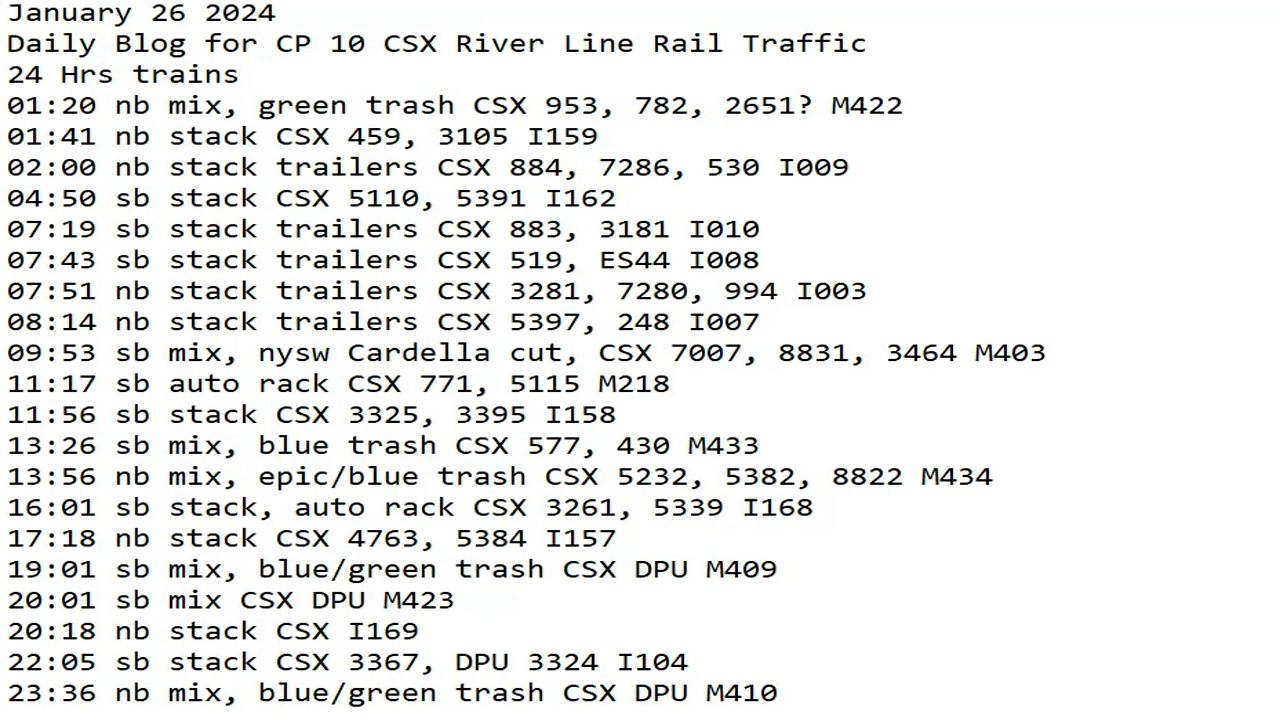 January 26 2024
Daily Blog for CP 10 CSX River Line Rail Traffic
24 Hrs trains
01:20 nb mix, green trash CSX 953, 782, 2651? M422
01:41 nb stack CSX 459, 3105 I159
02:00 nb stack trailers CSX 884, 7286, 530 I009
04:50 sb stack CSX 5110, 5391 I162
07:19 sb stack trailers CSX 883, 3181 I010
07:43 sb stack trailers CSX 519, ES44 I008
07:51 nb stack trailers CSX 3281, 7280, 994 I003
08:14 nb stack trailers CSX 5397, 248 I007
09:53 sb mix, nysw Cardella cut, CSX 7007, 8831, 3464 M403
11:17 sb auto rack CSX 771, 5115 M218
11:56 sb stack CSX 3325, 3395 I158
13:26 sb mix, blue trash CSX 577, 430 M433
13:56 nb mix, epic/blue trash CSX 5232, 5382, 8822 M434
16:01 sb stack, auto rack CSX 3261, 5339 I168
17:18 nb stack CSX 4763, 5384 I157
19:01 sb mix, blue/green trash CSX DPU M409
20:01 sb mix CSX DPU M423
20:18 nb stack CSX I169
22:05 sb stack CSX 3367, DPU 3324 I104
23:36 nb mix, blue/green trash CSX DPU M410